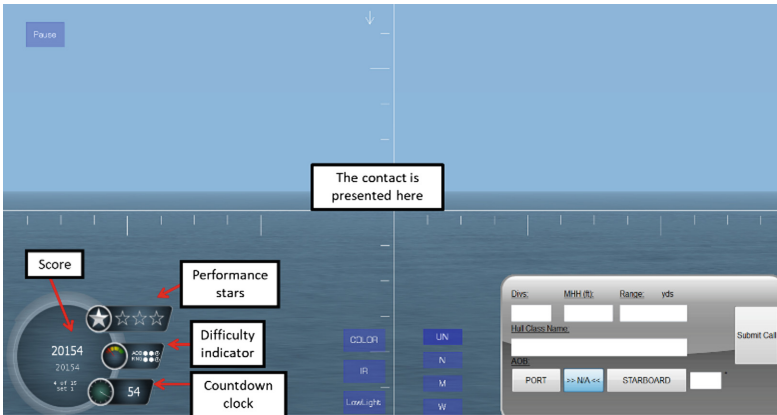 Pause
The contact is
presented here
Score
Performance
stars
Difficulty
indicator
Countdown
clock
20154
20154
4 of 15
set 1
54
COLOR
IR
LowLight
UN
N
M
W
Divs: MHH (ft): Range: yds
Hull Class Name:
AOB:
PORT >> N/A << STARBOARD °
Submit Call